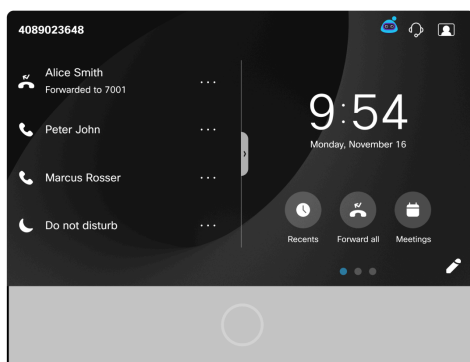 4089023648
Alice Smith
Forwarded to 7001
Peter John
Marcus Rosser
Do not disturb
9:54
Monday, November 16
Recents
Forward all
Meetings